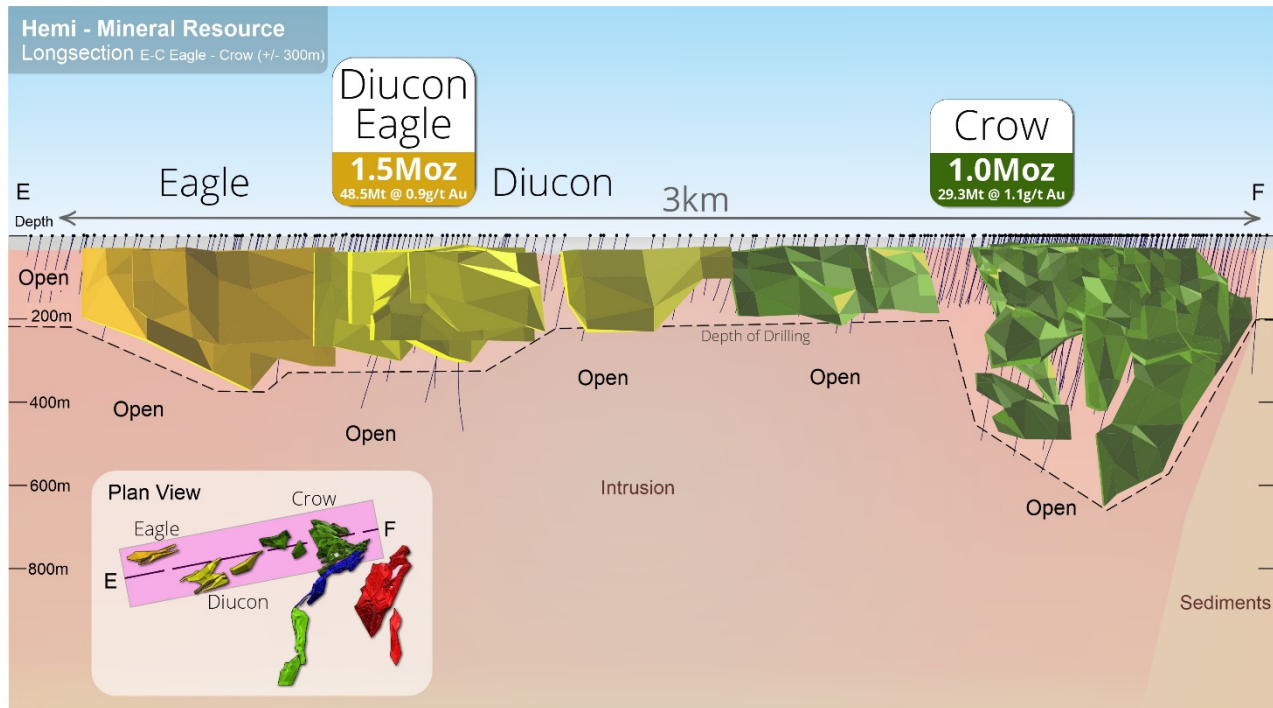 Hemi - Mineral Resource
Longsection E-C Eagle - Crow (+/- 300m)
Diucon
Eagle
1.5Moz
48.5Mt @ 0.9g/t Au
Crow
1.0Moz
29.3Mt @ 1.1g/t Au
Eagle
Diucon
E
3km
F
Depth
Open
200m
Depth of Drilling
Open
Open
400m
Open
Open
600m
Intrusion
Open
800m
Sediments
Plan View
Crow
Eagle
F
E
Diucon